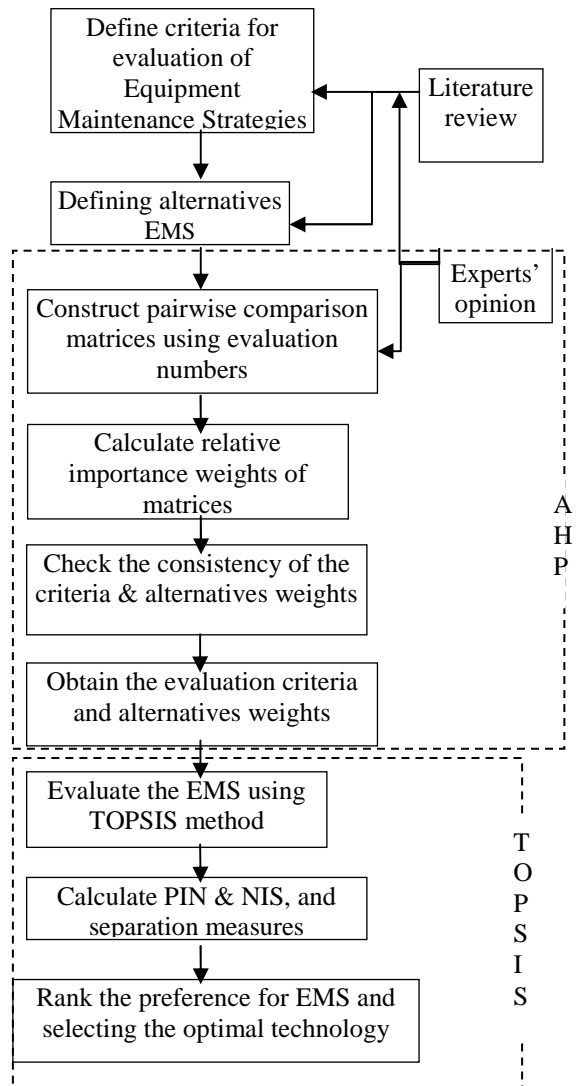 Define criteria for
evaluation of
Equipment
Maintenance Strategies
Literature
review
Defining alternatives
EMS
Experts’
opinion
Construct pairwise comparison
matrices using evaluation
numbers
Calculate relative
importance weights of
matrices
Check the consistency of the
criteria & alternatives weights
Obtain the evaluation criteria
and alternatives weights
A
H
P
Evaluate the EMS using
TOPSIS method
Calculate PIN & NIS, and
separation measures
Rank the preference for EMS and
selecting the optimal technology
T
O
P
S
I
S